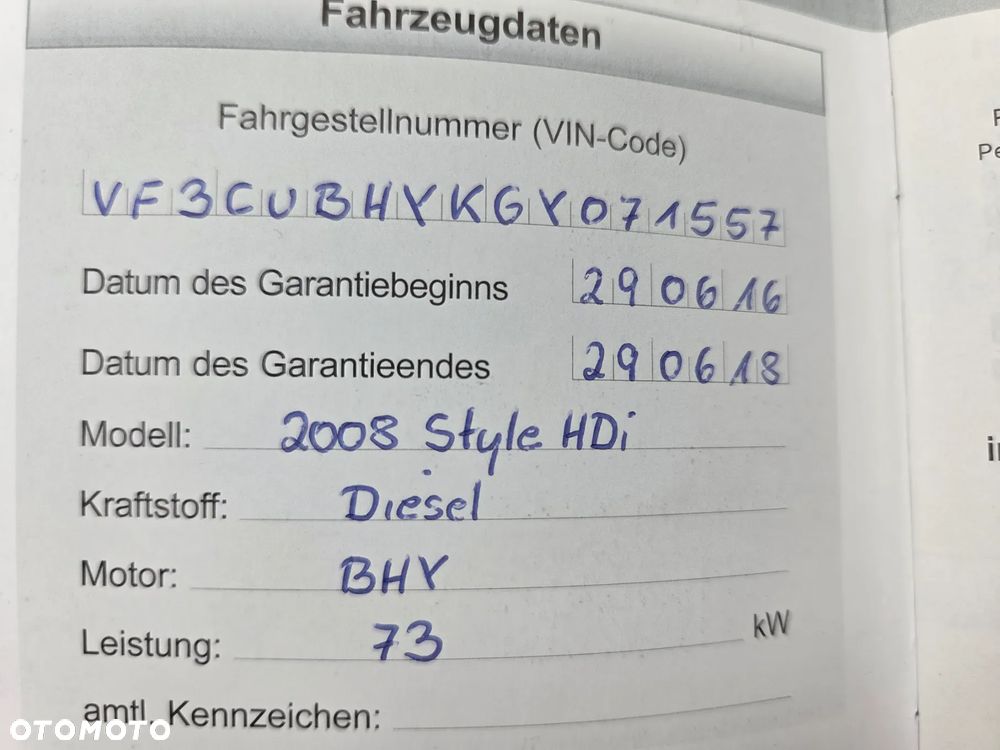 Fahrzeugdaten
Fahrgestellnummer (VIN-Code)
VF3CUBHYKGY071557
Datum des Garantiebeginns 290616
Datum des Garantieendes 290618
Modell: 2008 Style HDi
Kraftstoff: Diesel
Motor: BHY
Leistung: 73 kW
amtl. Kennzeichen:
OTOMOTO